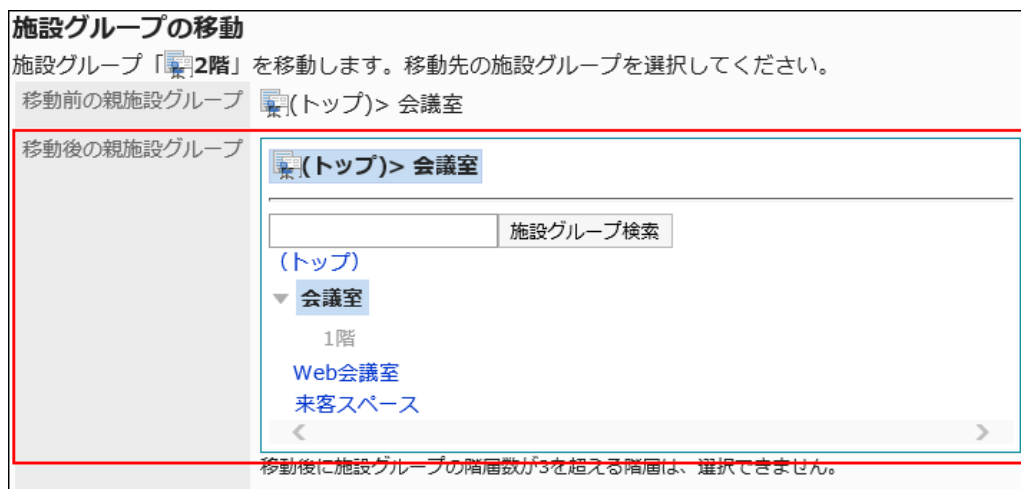 施設グループの移動
施設グループ「2階」を移動します。移動先の施設グループを選択してください。
移動前の親施設グループ (トップ)> 会議室
移動後の親施設グループ (トップ)> 会議室
施設グループ検索
(トップ)
会議室
1階
Web会議室
来客スペース
移動後に施設グループの階層数が3を超える階層は、選択できません。